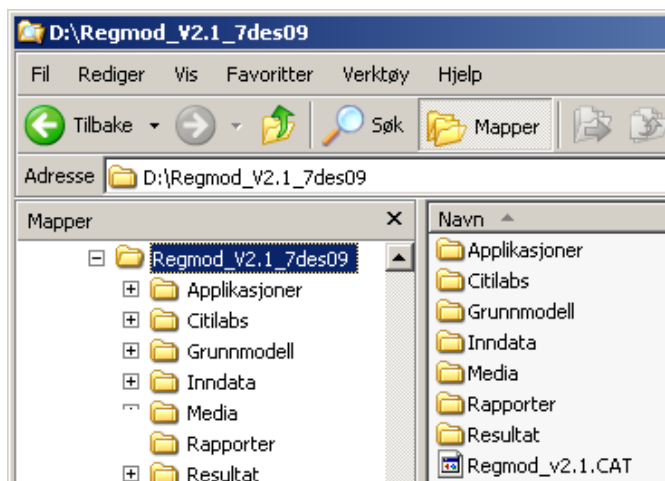 D:\Regmod_V2.1_7des09
Fil Rediger Vis Favoritter Verktøy Hjelp
Tilbake Søk Mapper
Adresse D:\Regmod_V2.1_7des09
Mapper
Regmod_V2.1_7des09
Applikasjoner
Citilabs
Grunnmodell
Inndata
Media
Rapporter
Resultat
Navn
Applikasjoner
Citilabs
Grunnmodell
Inndata
Media
Rapporter
Resultat
Regmod_v2.1.CAT